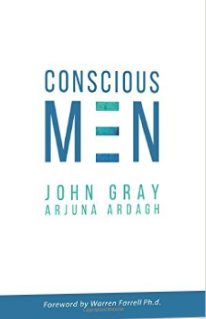 CONSCIOUS
MEN
JOHN GRAY
ARJUNA ARDAGH
Foreword by Warren Farrell Ph.d.